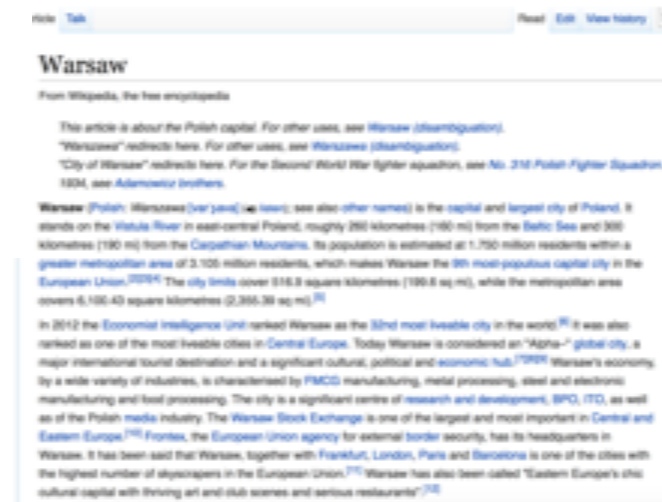 Article Talk Read Edit View history
Warsaw
From Wikipedia, the free encyclopedia
This article is about the Polish capital. For other uses, see Warsaw (disambiguation).
"Warszawa" redirects here. For other uses, see Warszawa (disambiguation).
"City of Warsaw" redirects here. For the Second World War fighter squadron, see No. 316 Polish Fighter Squadron
1934, see Adamowicz brothers.
Warsaw (Polish: Warszawa see also other names) is the capital and largest city of Poland. It
stands on the Vistula River in east-central Poland, roughly 260 kilometres (160 mi) from the Baltic Sea and 300
kilometres (190 mi) from the Carpathian Mountains. Its population is estimated at 1.750 million residents within a
greater metropolitan area of 3.105 million residents, which makes Warsaw the 9th most-populous capital city in the
European Union.[2][3][4] The city limits cover 516.9 square kilometres (199.6 sq mi), while the metropolitan area
covers 6,100.43 square kilometres (2,355.39 sq mi).[5]
In 2012 the Economist Intelligence Unit ranked Warsaw as the 32nd most liveable city in the world.[6] It was also
ranked as one of the most liveable cities in Central Europe. Today Warsaw is considered an "Alpha–" global city, a
major international tourist destination and a significant cultural, political and economic hub.[7][8][9] Warsaw's economy,
by a wide variety of industries, is characterised by FMCG manufacturing, metal processing, steel and electronic
manufacturing and food processing. The city is a significant centre of research and development, BPO, ITO, as well
as of the Polish media industry. The Warsaw Stock Exchange is one of the largest and most important in Central and
Eastern Europe.[10] Frontex, the European Union agency for external border security, has its headquarters in
Warsaw. It has been said that Warsaw, together with Frankfurt, London, Paris and Barcelona is one of the cities with
the highest number of skyscrapers in the European Union.[11] Warsaw has also been called "Eastern Europe's chic
cultural capital with thriving art and club scenes and serious restaurants".[12]